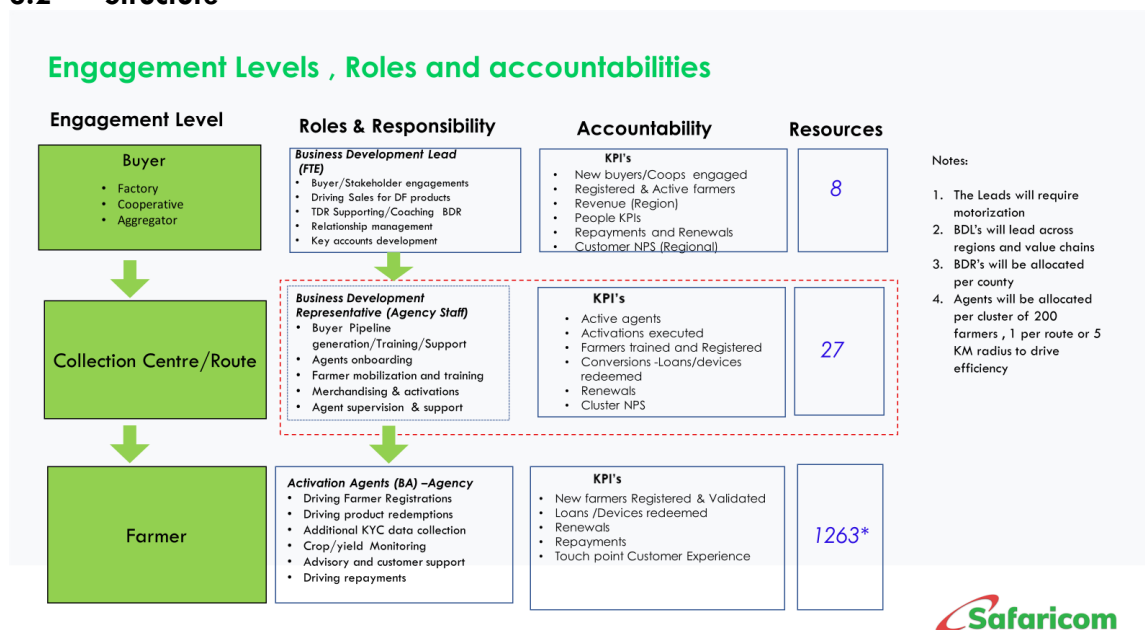 Engagement Levels , Roles and accountabilities
Engagement Level
Roles & Responsibility
Accountability
Resources
Buyer
• Factory
• Cooperative
• Aggregator
Business Development Lead
(FTE)
• Buyer/Stakeholder engagements
• Driving Sales for DF products
• TDR Supporting/Coaching BDR
• Relationship management
• Key accounts development
KPI's
• New buyers/Coops engaged
• Registered & Active farmers
• Revenue (Region)
• People KPIs
• Repayments and Renewals
• Customer NPS (Regional)
8
Collection Centre/Route
Business Development
Representative (Agency Staff)
• Buyer Pipeline
generation/Training/Support
• Agents onboarding
• Farmer mobilization and training
• Merchandising & activations
• Agent supervision & support
KPI's
• Active agents
• Activations executed
• Farmers trained and Registered
• Conversions -Loans/devices
redeemed
• Renewals
• Cluster NPS
27
Farmer
Activation Agents (BA) –Agency
• Driving Farmer Registrations
• Driving product redemptions
• Additional KYC data collection
• Crop/yield Monitoring
• Advisory and customer support
• Driving repayments
KPI's
• New farmers Registered & Validated
• Loans /Devices redeemed
• Renewals
• Repayments
• Touch point Customer Experience
1263*
Notes:
1. The Leads will require
motorization
2. BDL's will lead across
regions and value chains
3. BDR's will be allocated
per county
4. Agents will be allocated
per cluster of 200
farmers , 1 per route or 5
KM radius to drive
efficiency
Safaricom